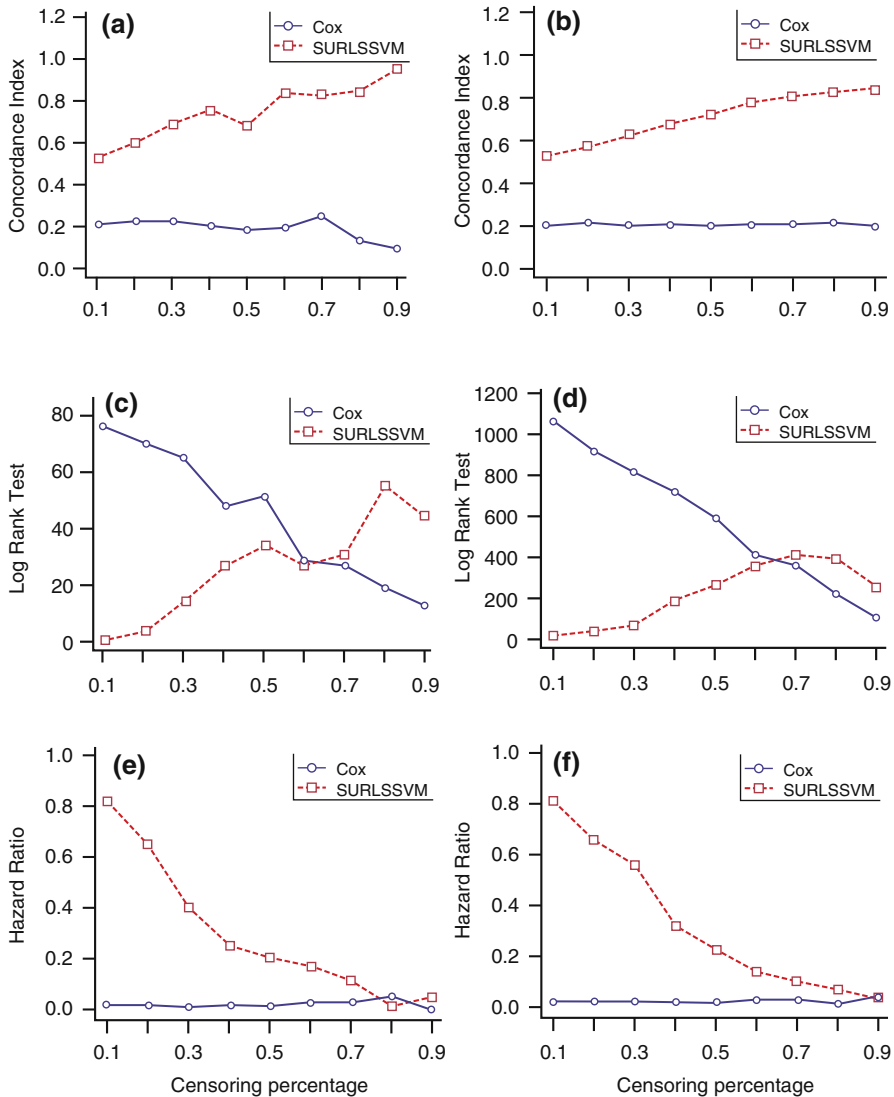 (a)
Cox
SURLSSVM
Concordance Index
1.2
1.0
0.8
0.6
0.4
0.2
0.0
0.1
0.3
0.5
0.7
0.9
(b)
Cox
SURLSSVM
Concordance Index
1.2
1.0
0.8
0.6
0.4
0.2
0.0
0.1
0.3
0.5
0.7
0.9
(c)
Cox
SURLSSVM
Log Rank Test
80
60
40
20
0
0.1
0.3
0.5
0.7
0.9
(d)
Cox
SURLSSVM
Log Rank Test
1200
1000
800
600
400
200
0
0.1
0.3
0.5
0.7
0.9
(e)
Cox
SURLSSVM
Hazard Ratio
1.0
0.8
0.6
0.4
0.2
0.0
0.1
0.3
0.5
0.7
0.9
Censoring percentage
(f)
Cox
SURLSSVM
Hazard Ratio
1.0
0.8
0.6
0.4
0.2
0.0
0.1
0.3
0.5
0.7
0.9
Censoring percentage